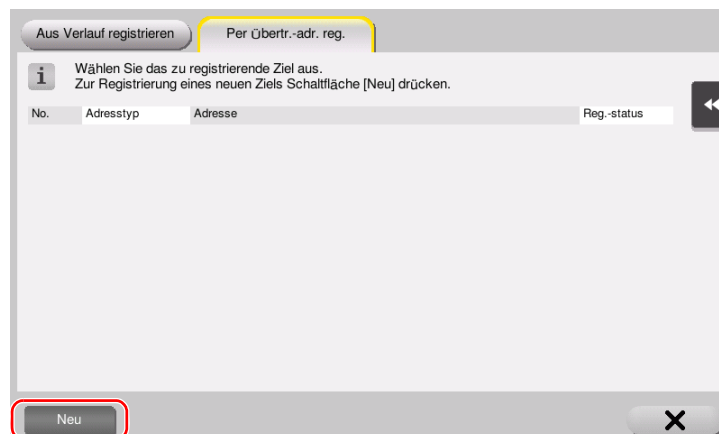 Aus Verlauf registrieren
Per Übertr.-adr. reg.
Wählen Sie das zu registrierende Ziel aus.
Zur Registrierung eines neuen Ziels Schaltfläche [Neu] drücken.
No. Adresstyp Adresse Reg.-status
Neu